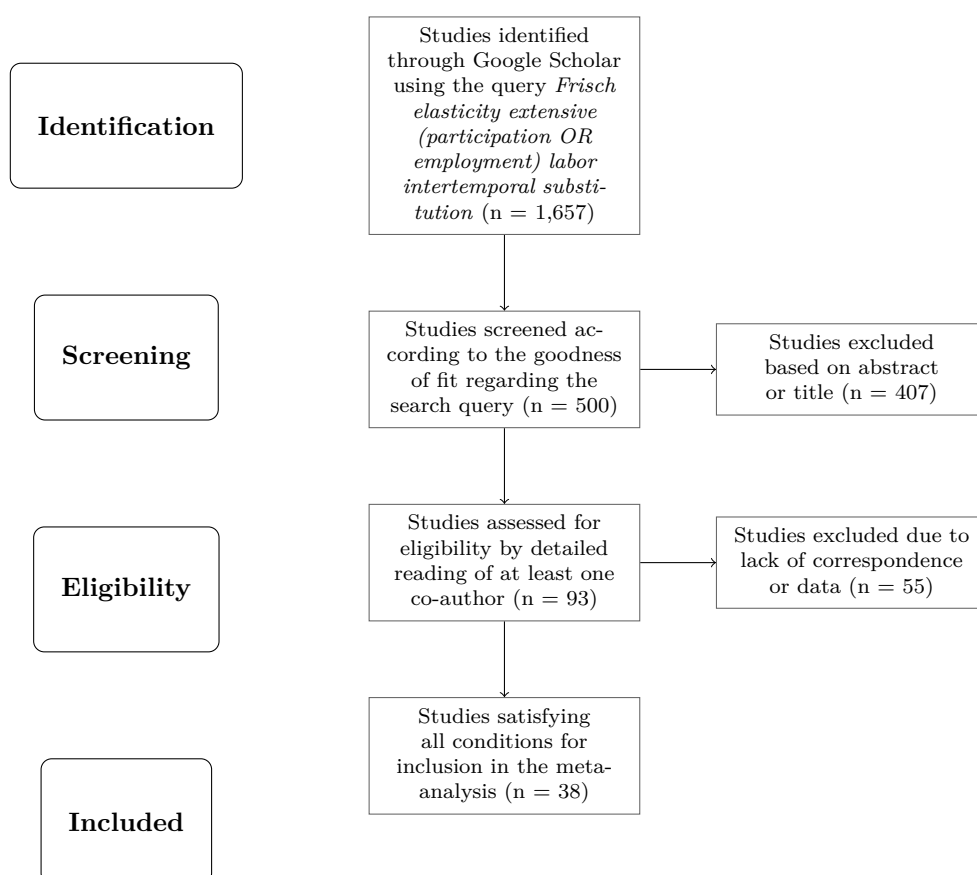 Identification
Studies identified
through Google Scholar
using the query Frisch
elasticity extensive
(participation OR
employment) labor
intertemporal substi-
tution (n = 1,657)
Screening
Studies screened ac-
cording to the goodness
of fit regarding the
search query (n = 500)
Studies excluded
based on abstract
or title (n = 407)
Eligibility
Studies assessed for
eligibility by detailed
reading of at least one
co-author (n = 93)
Studies excluded due to
lack of correspondence
or data (n = 55)
Included
Studies satisfying
all conditions for
inclusion in the meta-
analysis (n = 38)